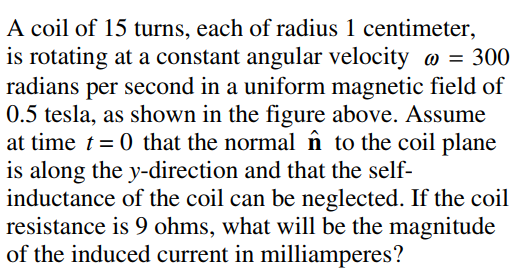 A coil of 15 turns, each of radius 1 centimeter,
is rotating at a constant angular velocity ω = 300
radians per second in a uniform magnetic field of
0.5 tesla, as shown in the figure above. Assume
at time t = 0 that the normal n̂ to the coil plane
is along the y-direction and that the self-
inductance of the coil can be neglected. If the coil
resistance is 9 ohms, what will be the magnitude
of the induced current in milliamperes?